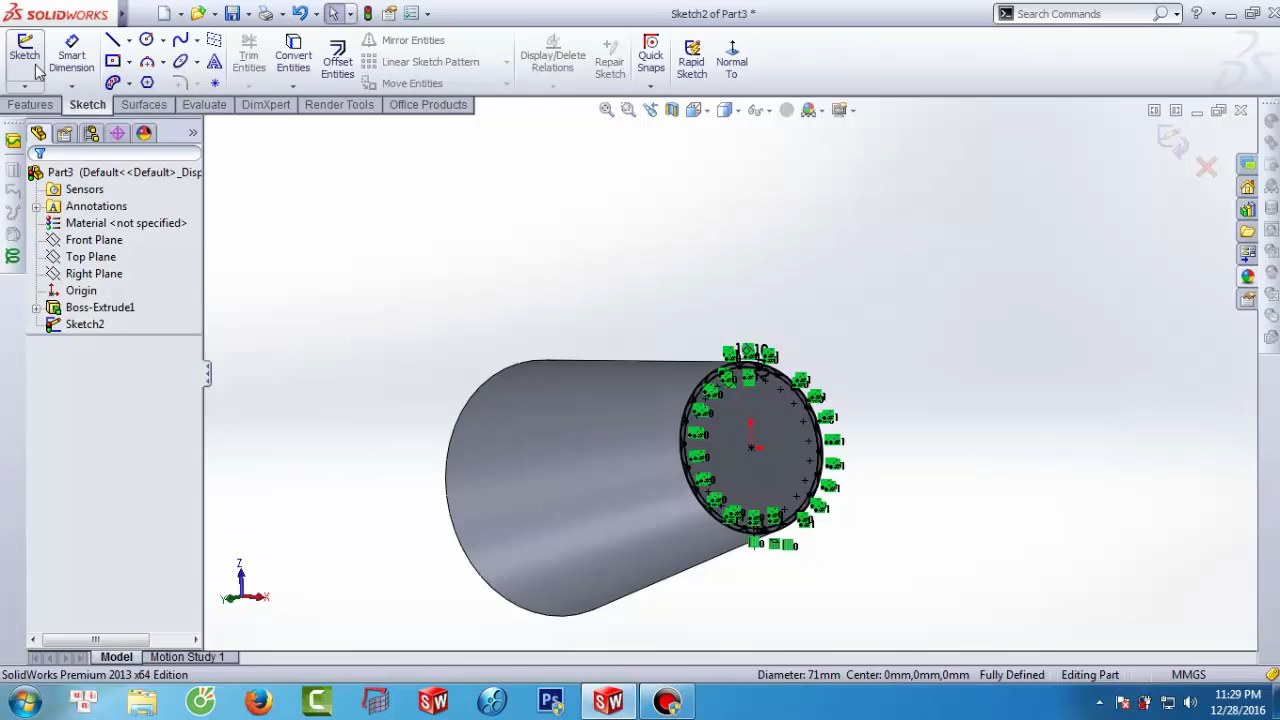 SOLIDWORKS
Sketch2 of Part3 *
Search Commands
Sketch
Smart Dimension
Trim Entities
Convert Entities
Offset Entities
Mirror Entities
Linear Sketch Pattern
Move Entities
Display/Delete Relations
Repair Sketch
Quick Snaps
Rapid Sketch
Normal To
Features
Sketch
Surfaces
Evaluate
DimXpert
Render Tools
Office Products
Part3 (Default<<Default>_Disp
Sensors
Annotations
Material <not specified>
Front Plane
Top Plane
Right Plane
Origin
Boss-Extrude1
Sketch2
Z
Y
X
Model
Motion Study 1
SolidWorks Premium 2013 x64 Edition
Diameter: 71mm Center: 0mm,0mm,0mm
Fully Defined
Editing Part
MMGS
11:29 PM
12/28/2016